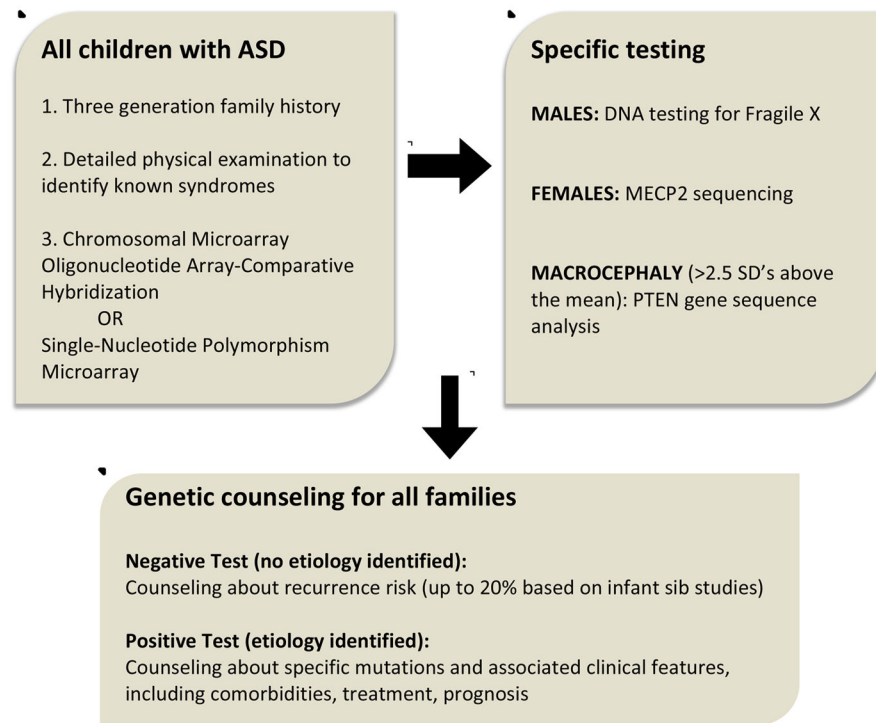 All children with ASD
1. Three generation family history
2. Detailed physical examination to
identify known syndromes
3. Chromosomal Microarray
Oligonucleotide Array-Comparative
Hybridization
OR
Single-Nucleotide Polymorphism
Microarray
Specific testing
MALES: DNA testing for Fragile X
FEMALES: MECP2 sequencing
MACROCEPHALY (>2.5 SD's above
the mean): PTEN gene sequence
analysis
Genetic counseling for all families
Negative Test (no etiology identified):
Counseling about recurrence risk (up to 20% based on infant sib studies)
Positive Test (etiology identified):
Counseling about specific mutations and associated clinical features,
including comorbidities, treatment, prognosis